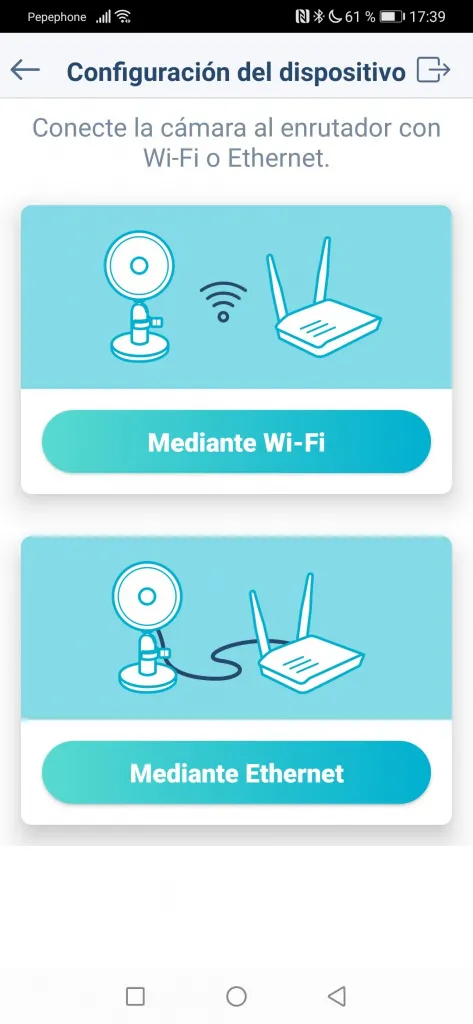 Pepephone 61 % 17:39
Configuración del dispositivo
Conecte la cámara al enrutador con
Wi-Fi o Ethernet.
Mediante Wi-Fi
Mediante Ethernet